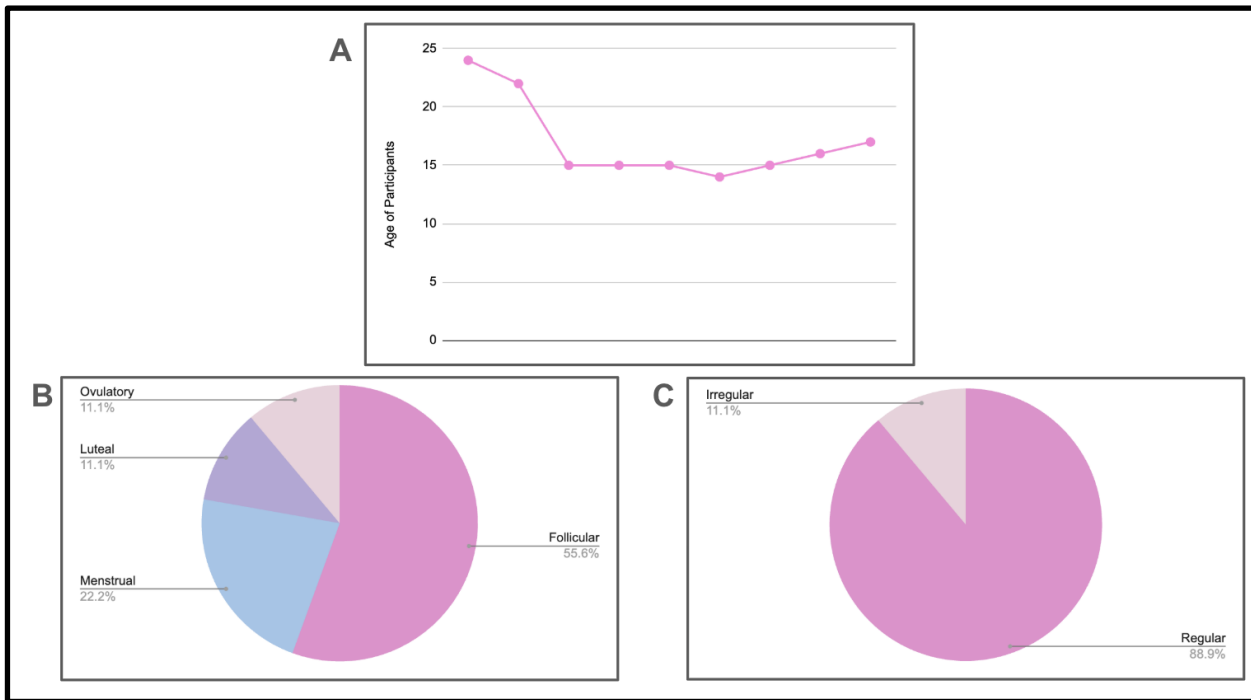 A
25
20
15
10
5
0
Age of Participants
B
Ovulatory
11.1%
Luteal
11.1%
Menstrual
22.2%
Follicular
55.6%
C
Irregular
11.1%
Regular
88.9%